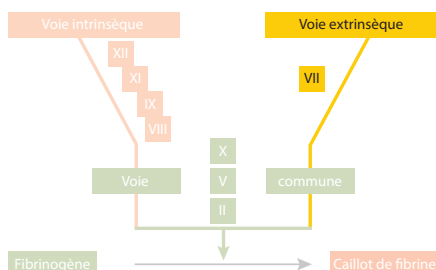 Voie intrinsèque
Voie extrinsèque
XII
XI
IX
VIII
VII
X
V
II
Voie
commune
Fibrinogène
Caillot de fibrine